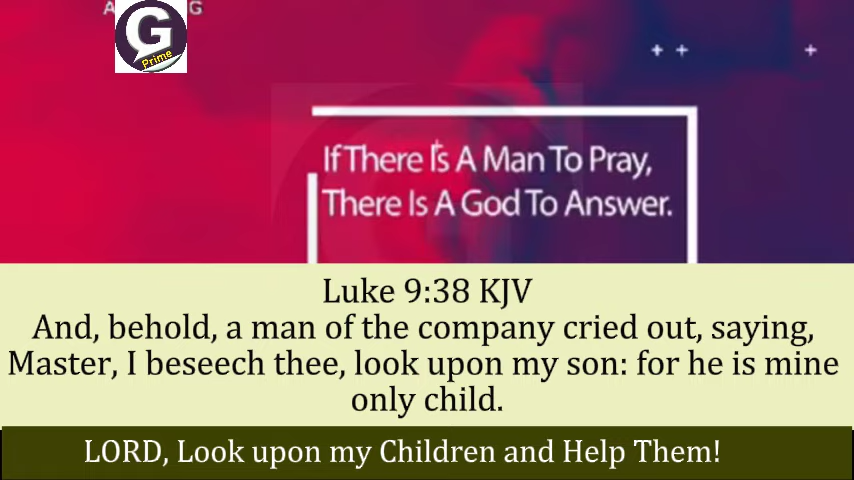 G
Prime
If There Is A Man To Pray,
There Is A God To Answer.
Luke 9:38 KJV
And, behold, a man of the company cried out, saying,
Master, I beseech thee, look upon my son: for he is mine
only child.
LORD, Look upon my Children and Help Them!